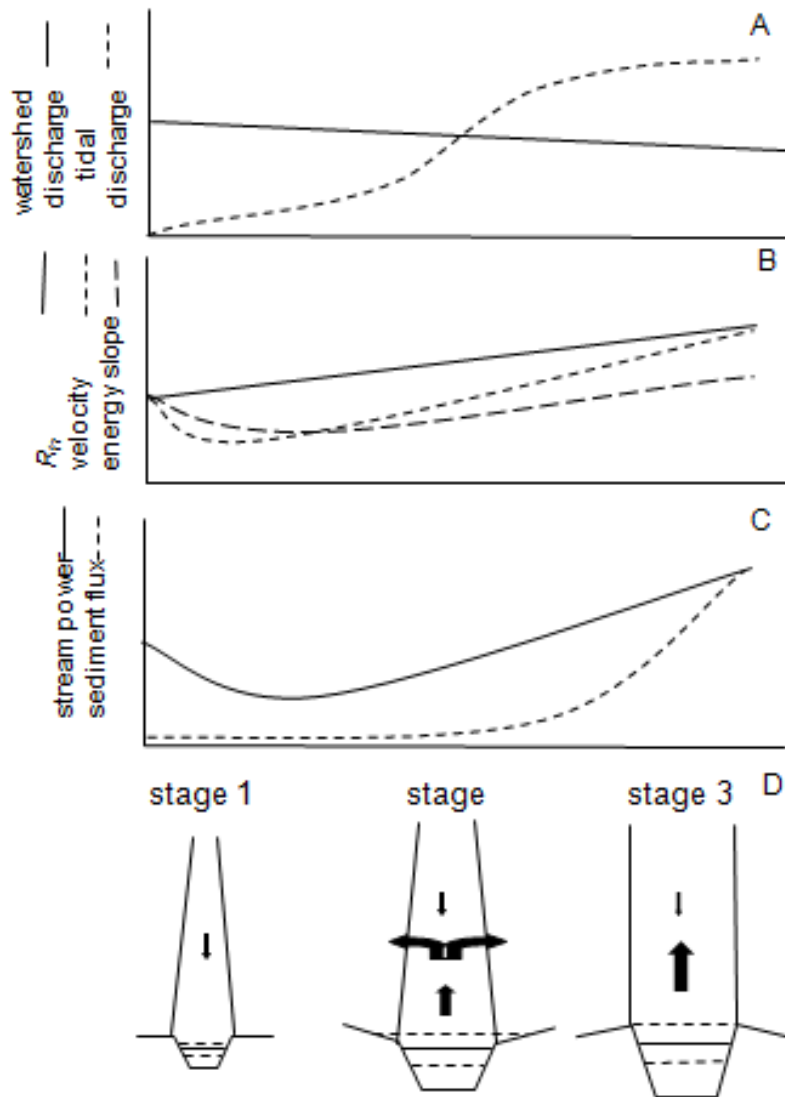 A
watershed
discharge
tidal
discharge
B
Rh
velocity
energy slope
C
stream power
sediment flux
stage 1
stage
stage 3
D